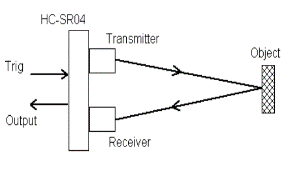 HC-SR04
Transmitter
Object
Trig
Output
Receiver